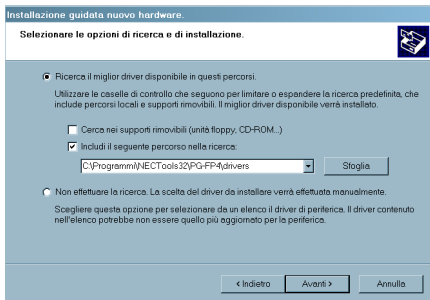 Installazione guidata nuovo hardware.
Selezionare le opzioni di ricerca e di installazione.
Ricerca il miglior driver disponibile in questi percorsi.
Utilizzare le caselle di controllo che seguono per limitare o espandere la ricerca predefinita, che
include percorsi locali e supporti rimovibili. Il miglior driver disponibile verrà installato.
Cerca nei supporti rimovibili (unità floppy, CD-ROM...)
Includi il seguente percorso nella ricerca:
C:\Programmi\NECTools32\PG-FP4\drivers
Sfoglia
Non effettuare la ricerca. La scelta del driver da installare verrà effettuata manualmente.
Scegliere questa opzione per selezionare da un elenco il driver di periferica. Il driver contenuto
nell'elenco potrebbe non essere quello più aggiornato per la periferica.
< Indietro
Avanti >
Annulla